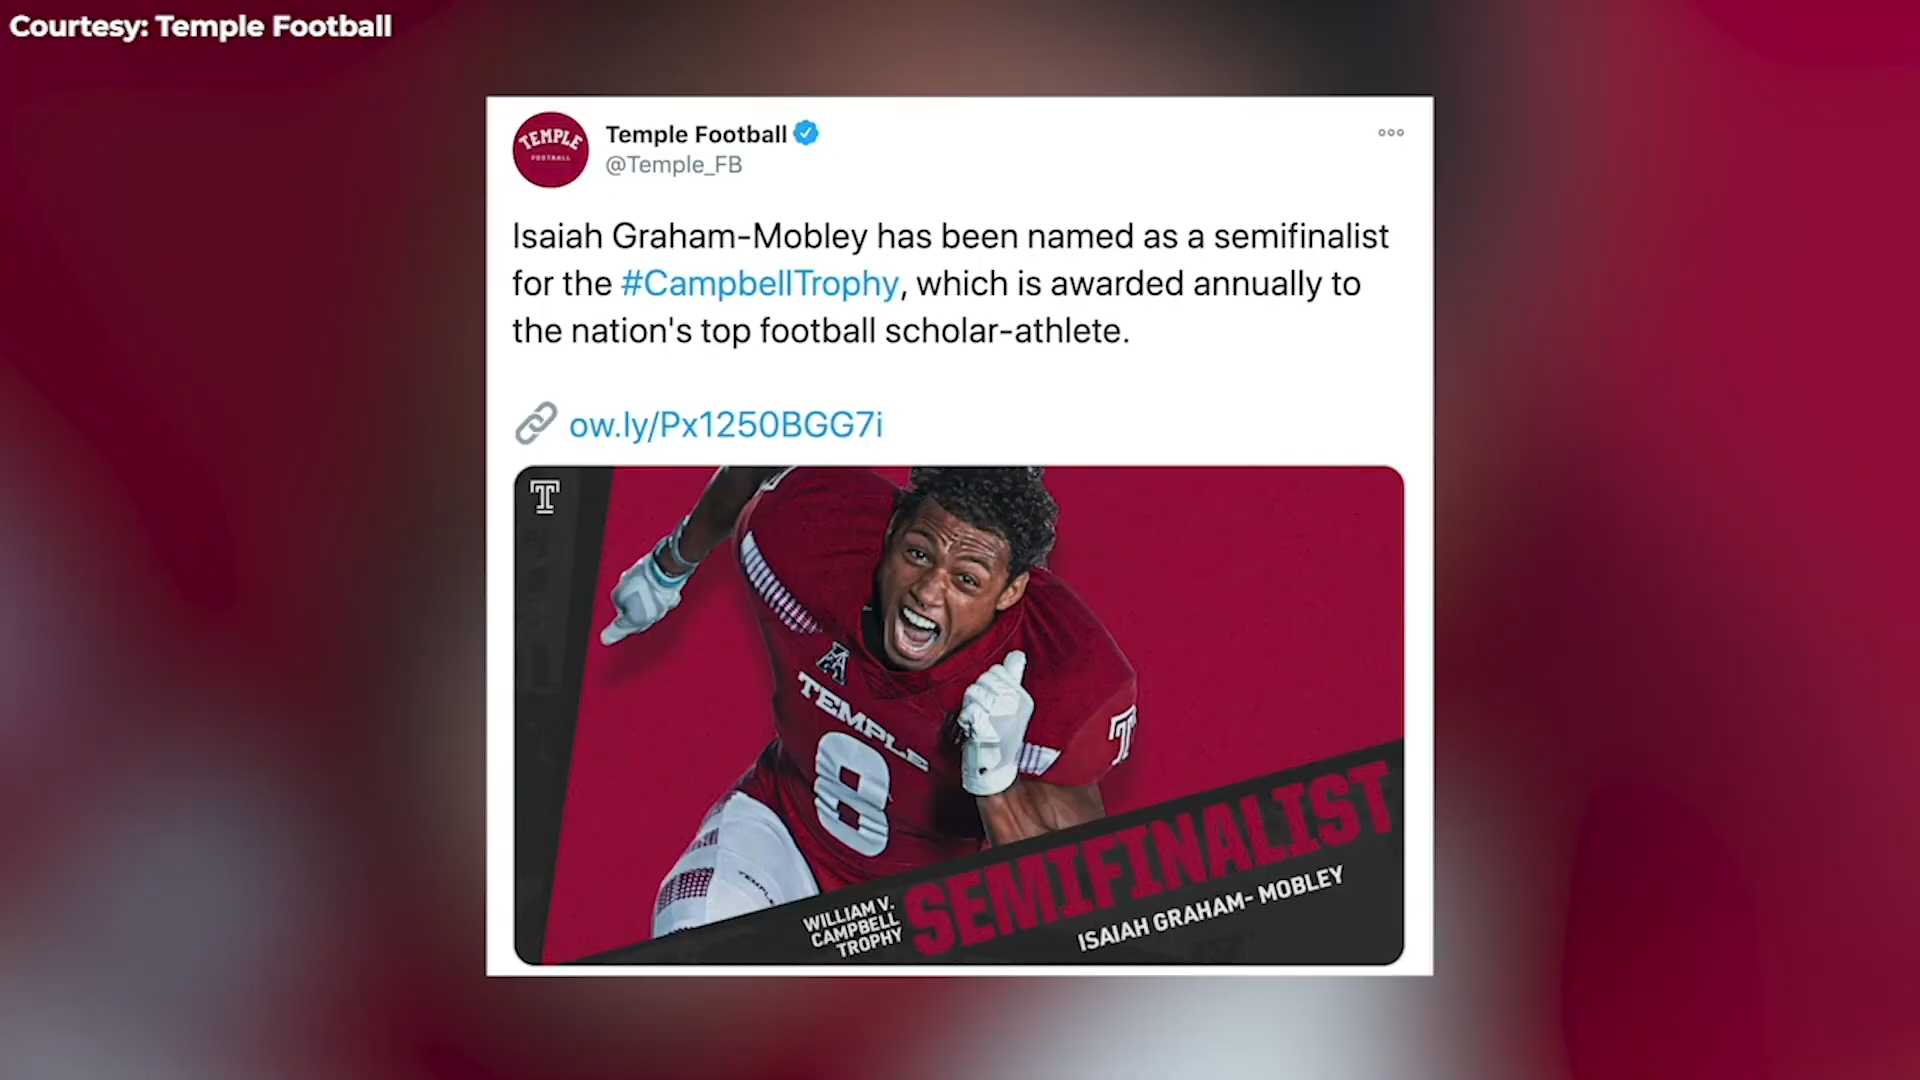 Courtesy: Temple Football
TEMPLE
FOOTBALL
Temple Football
@Temple_FB
Isaiah Graham-Mobley has been named as a semifinalist
for the #CampbellTrophy, which is awarded annually to
the nation's top football scholar-athlete.
ow.ly/Px1250BGG7i
T
TEMPLE
8
T
TEMPLE
WILLIAM V.
CAMPBELL
TROPHY
SEMIFINALIST
ISAIAH GRAHAM- MOBLEY